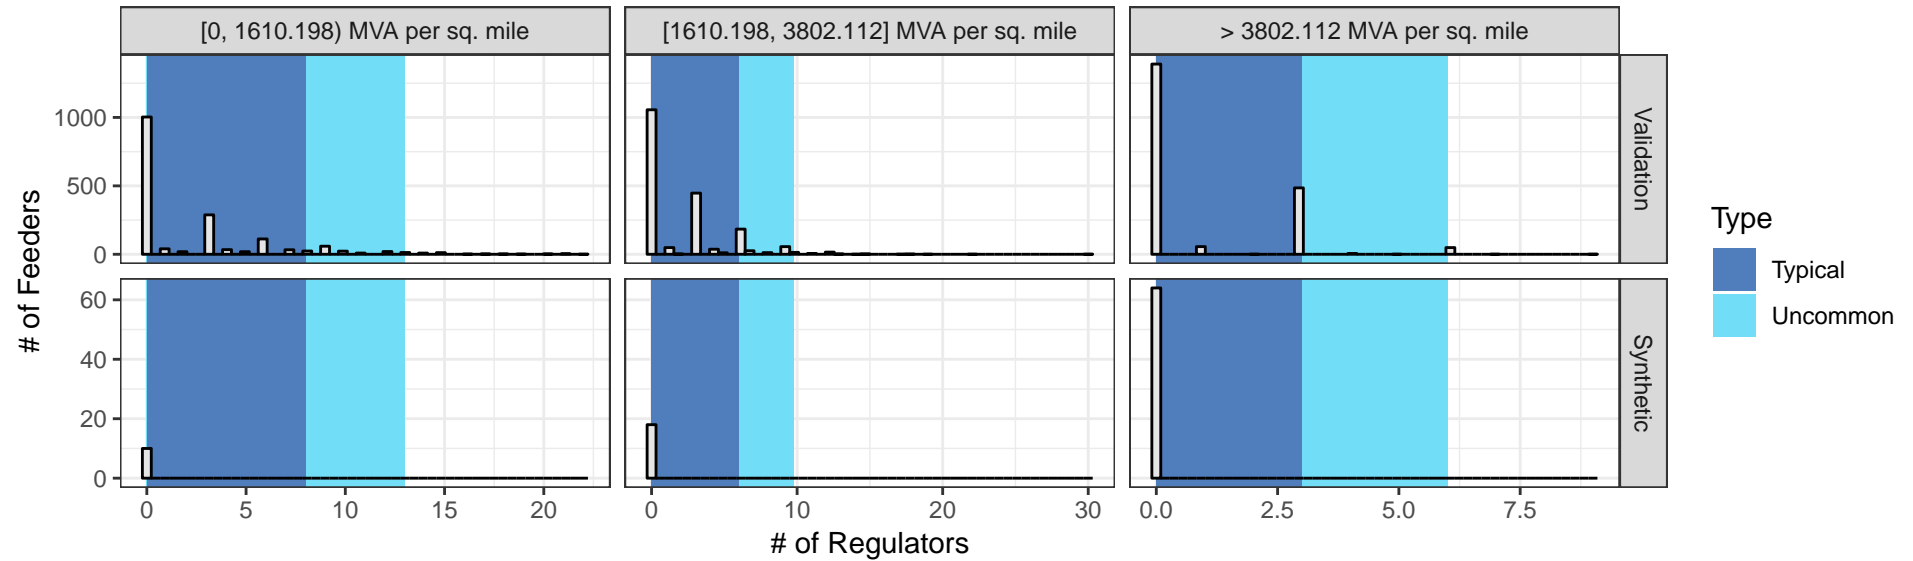 [0, 1610.198) MVA per sq. mile
[1610.198, 3802.112] MVA per sq. mile
> 3802.112 MVA per sq. mile
# of Feeders
1000
500
0
Validation
60
40
20
0
Synthetic
0 5 10 15 20
0 10 20 30
0.0 2.5 5.0 7.5
# of Regulators
Type
Typical
Uncommon